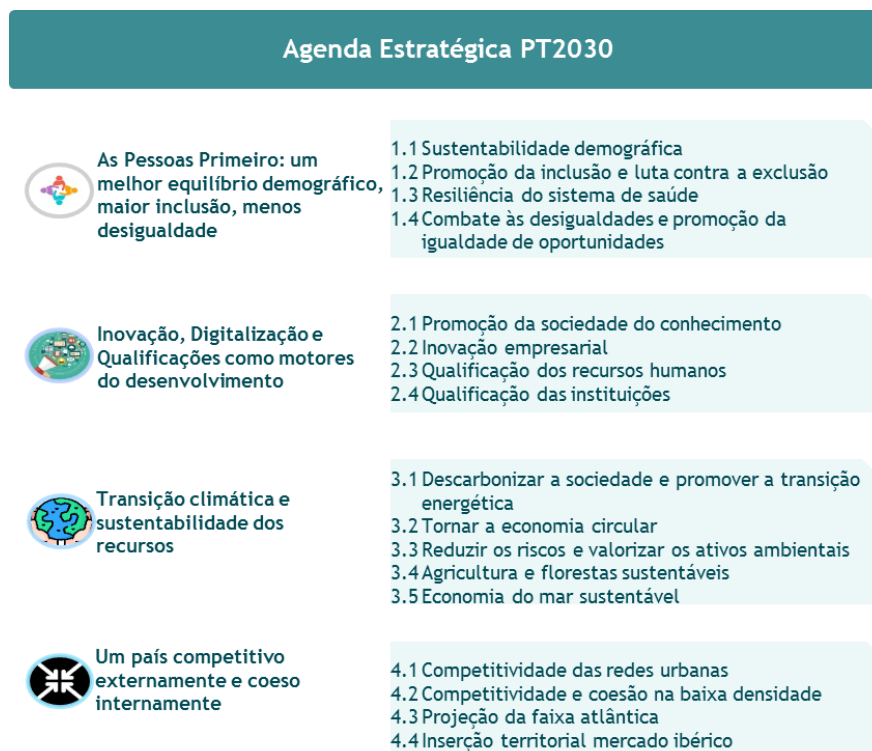 Agenda Estratégica PT2030
As Pessoas Primeiro: um
melhor equilíbrio demográfico,
maior inclusão, menos
desigualdade
1.1 Sustentabilidade demográfica
1.2 Promoção da inclusão e luta contra a exclusão
1.3 Resiliência do sistema de saúde
1.4 Combate às desigualdades e promoção da
igualdade de oportunidades
Inovação, Digitalização e
Qualificações como motores
do desenvolvimento
2.1 Promoção da sociedade do conhecimento
2.2 Inovação empresarial
2.3 Qualificação dos recursos humanos
2.4 Qualificação das instituições
Transição climática e
sustentabilidade dos
recursos
3.1 Descarbonizar a sociedade e promover a transição
energética
3.2 Tornar a economia circular
3.3 Reduzir os riscos e valorizar os ativos ambientais
3.4 Agricultura e florestas sustentáveis
3.5 Economia do mar sustentável
Um país competitivo
externamente e coeso
internamente
4.1 Competitividade das redes urbanas
4.2 Competitividade e coesão na baixa densidade
4.3 Projeção da faixa atlântica
4.4 Inserção territorial mercado ibérico